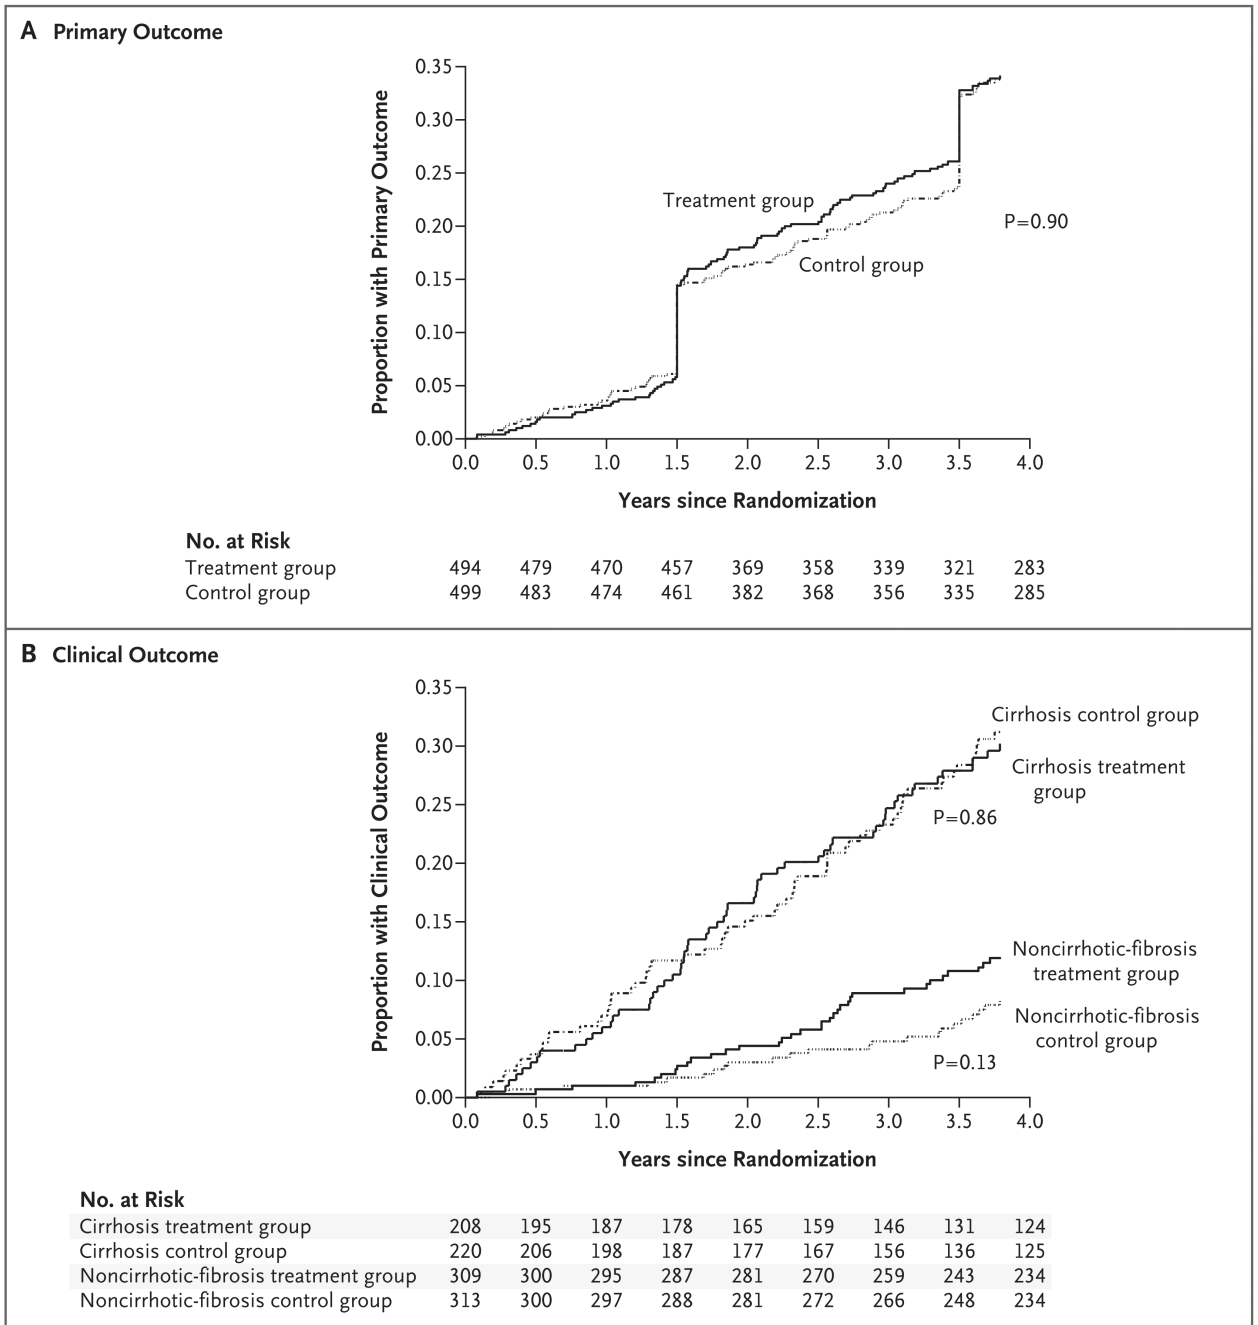 A Primary Outcome
0.35
0.30
0.25
0.20
0.15
0.10
0.05
0.00
Proportion with Primary Outcome
Treatment group
Control group
P=0.90
0.0 0.5 1.0 1.5 2.0 2.5 3.0 3.5 4.0
Years since Randomization
No. at Risk
Treatment group 494 479 470 457 369 358 339 321 283
Control group 499 483 474 461 382 368 356 335 285
B Clinical Outcome
0.35
0.30
0.25
0.20
0.15
0.10
0.05
0.00
Proportion with Clinical Outcome
Cirrhosis control group
Cirrhosis treatment
group
P=0.86
Noncirrhotic-fibrosis
treatment group
Noncirrhotic-fibrosis
control group
P=0.13
0.0 0.5 1.0 1.5 2.0 2.5 3.0 3.5 4.0
Years since Randomization
No. at Risk
Cirrhosis treatment group 208 195 187 178 165 159 146 131 124
Cirrhosis control group 220 206 198 187 177 167 156 136 125
Noncirrhotic-fibrosis treatment group 309 300 295 287 281 270 259 243 234
Noncirrhotic-fibrosis control group 313 300 297 288 281 272 266 248 234